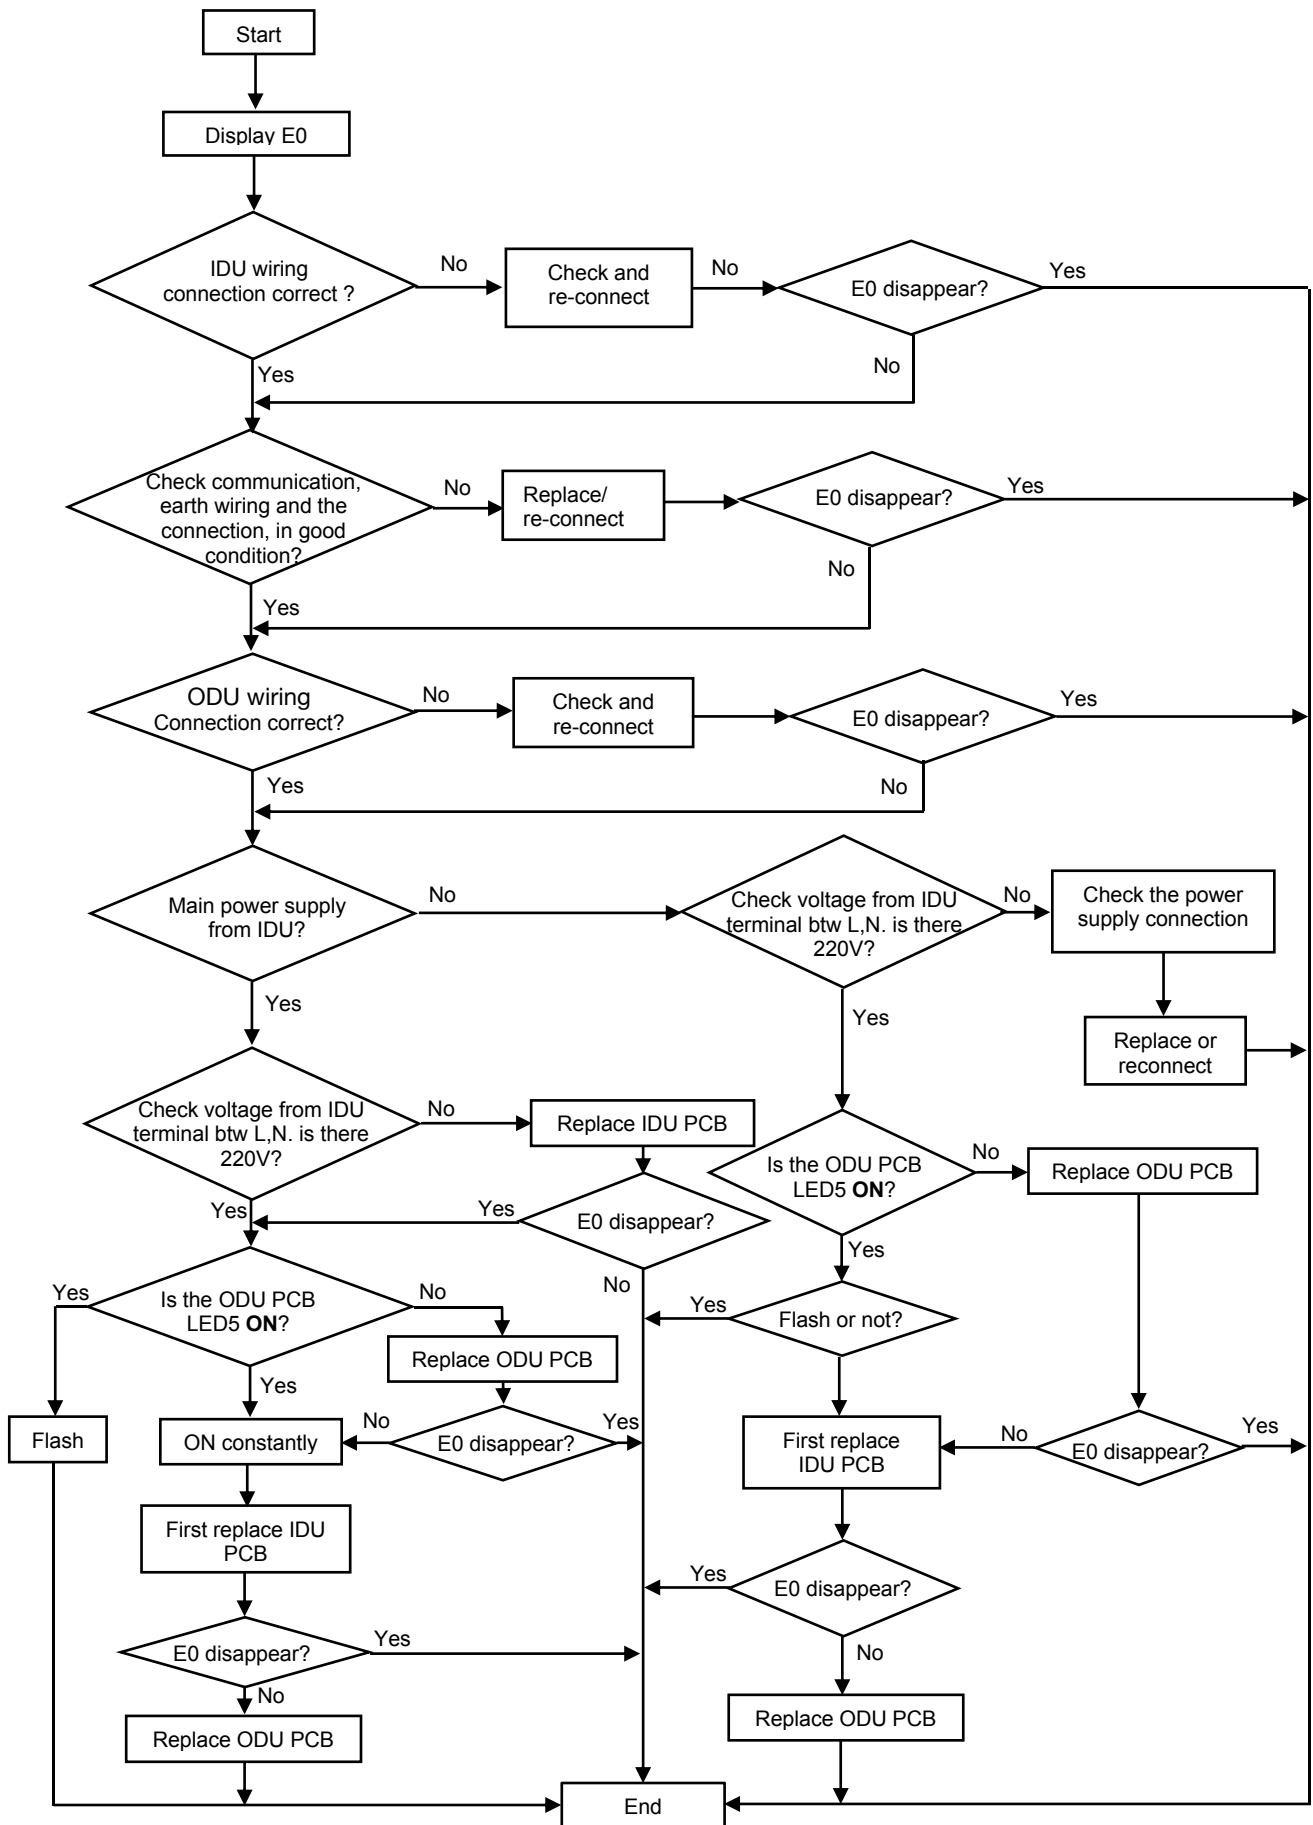 Start
Display E0
IDU wiring
connection correct ?
No
Check and
re-connect
No
E0 disappear?
Yes
No
Yes
Check communication,
earth wiring and the
connection, in good
condition?
No
Replace/
re-connect
E0 disappear?
Yes
No
Yes
ODU wiring
Connection correct?
No
Check and
re-connect
E0 disappear?
Yes
No
Yes
Main power supply
from IDU?
No
Check voltage from IDU
terminal btw L,N. is there
220V?
No
Check the power
supply connection
Yes
Yes
Replace or
reconnect
Check voltage from IDU
terminal btw L,N. is there
220V?
No
Replace IDU PCB
Is the ODU PCB
LED5 ON?
No
Replace ODU PCB
Yes
Yes
E0 disappear?
Yes
No
Yes
Is the ODU PCB
LED5 ON?
No
Yes
Flash or not?
Replace ODU PCB
Yes
Flash
ON constantly
No
E0 disappear?
Yes
First replace
IDU PCB
No
E0 disappear?
Yes
First replace IDU
PCB
Yes
E0 disappear?
E0 disappear?
Yes
No
No
Replace ODU PCB
Replace ODU PCB
End